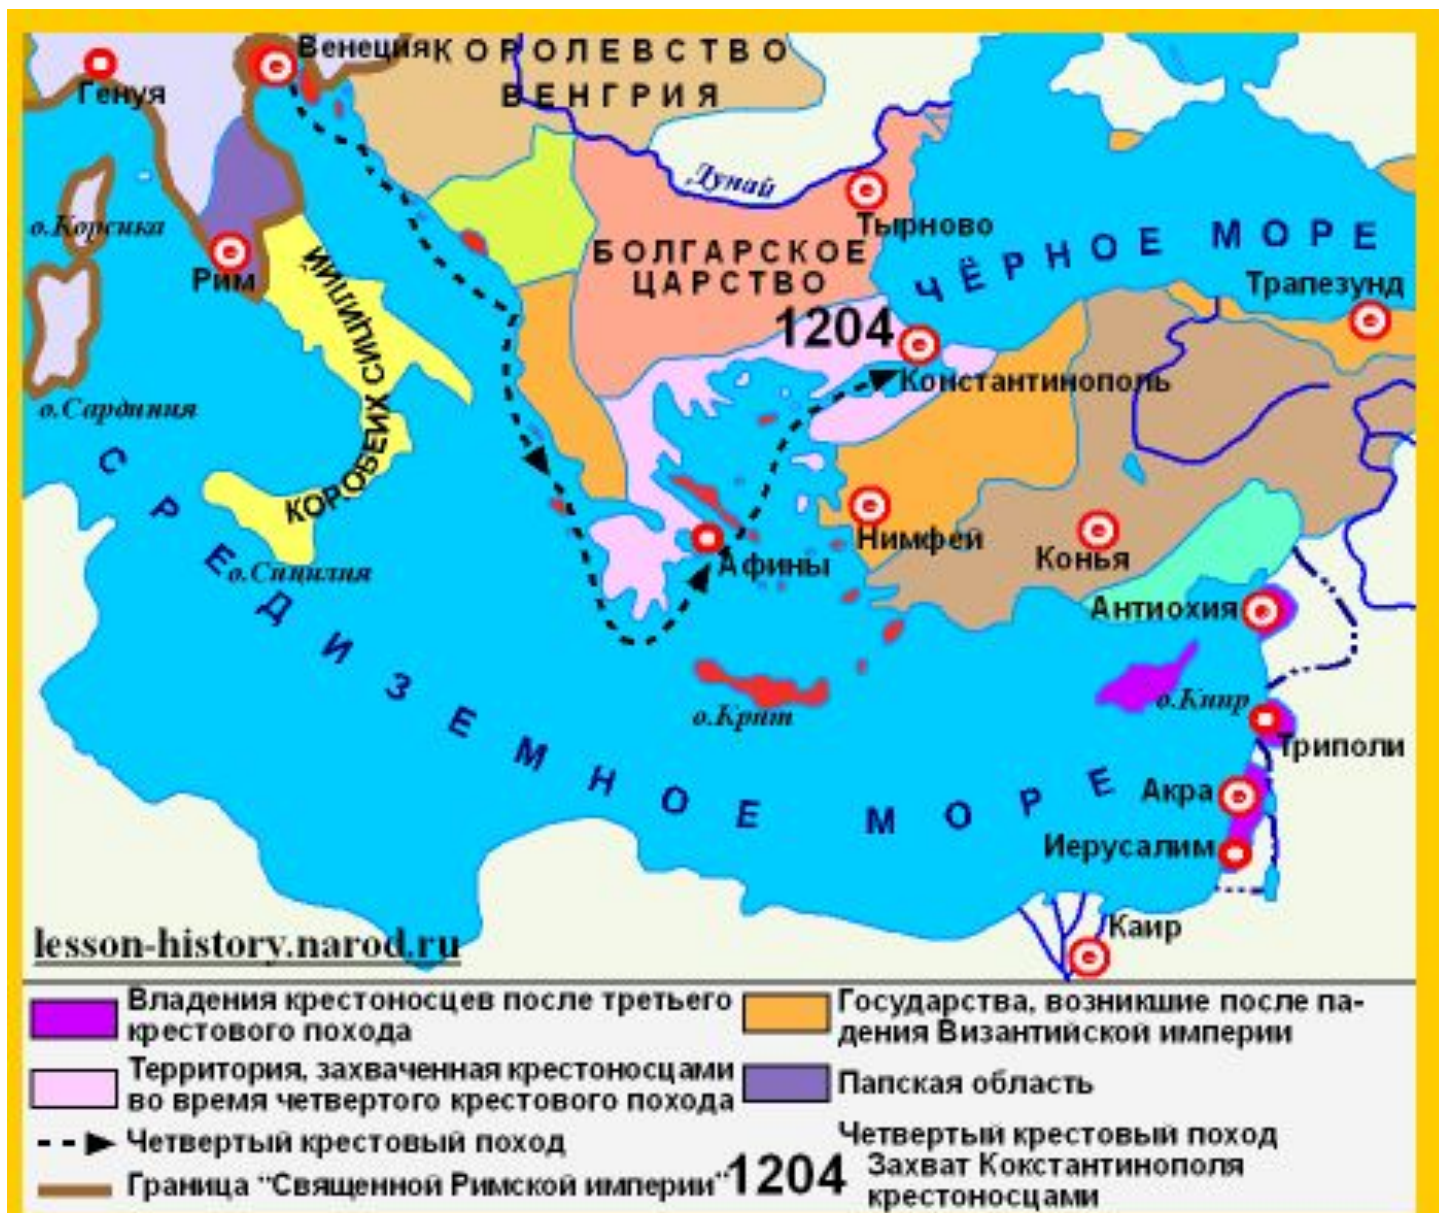 Венеция
КОРОЛЕВСТВО
ВЕНГРИЯ
Генуя
Дунай
Тырново
о.Корсика
Рим
БОЛГАРСКОЕ
ЦАРСТВО
ЧЁРНОЕ МОРЕ
Трапезунд
1204
Константинополь
о.Сардиния
КОРОБЕИХ СИЦИЛИЙ
Нимфей
Конья
Афины
о.Сицилия
Антиохия
СРЕДИЗЕМНОЕ МОРЕ
о.Крит
о.Кипр
Триполи
Акра
Иерусалим
Каир
lesson-history.narod.ru
Владения крестоносцев после третьего
крестового похода
Территория, захваченная крестоносцами
во время четвертого крестового похода
Четвертый крестовый поход
Граница "Священной Римской империи"
Государства, возникшие после па-
дения Византийской империи
Папская область
1204
Четвертый крестовый поход
Захват Кокстантинополя
крестоносцами